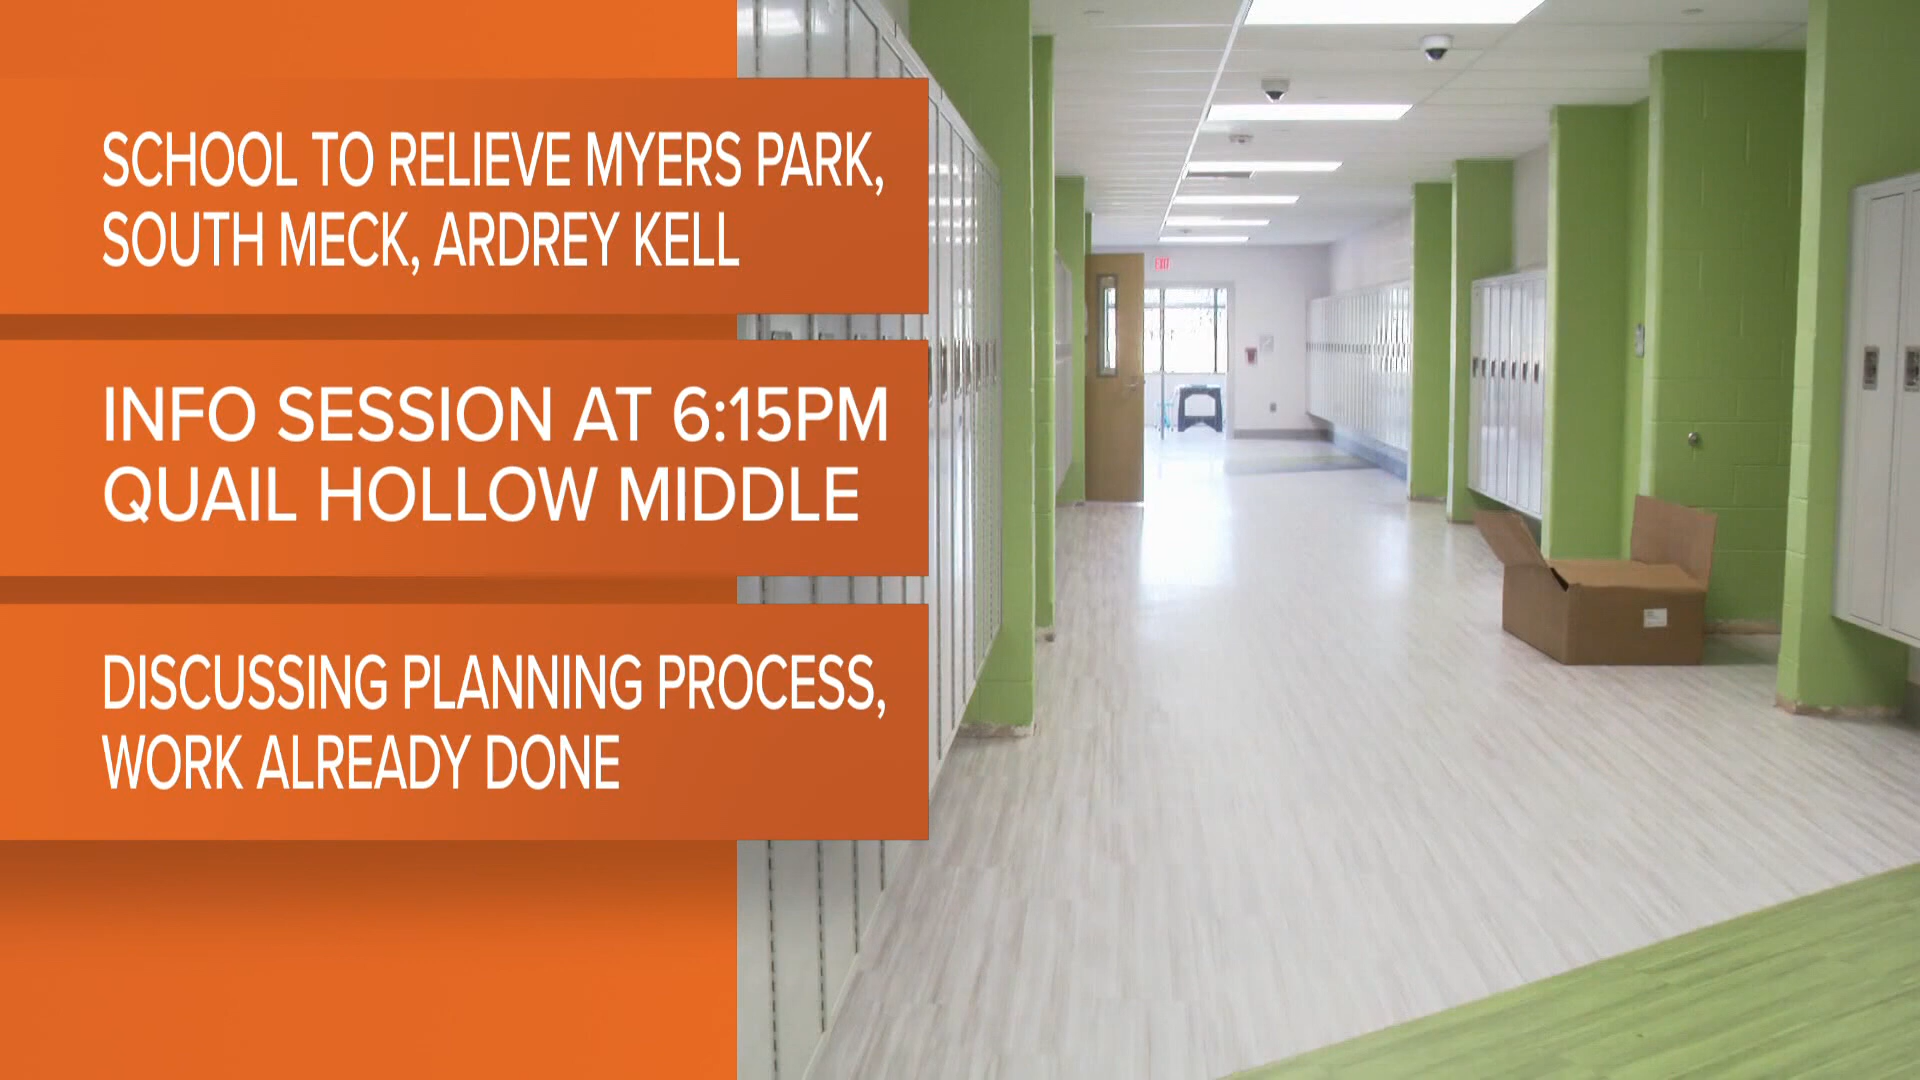 SCHOOL TO RELIEVE MYERS PARK,
SOUTH MECK, ARDREY KELL
INFO SESSION AT 6:15PM
QUAIL HOLLOW MIDDLE
DISCUSSING PLANNING PROCESS,
WORK ALREADY DONE
EXIT